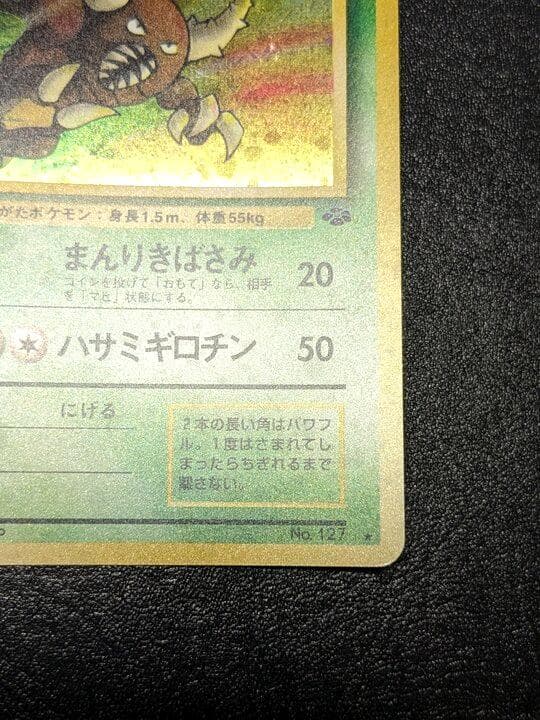 がたポケモン：身長1.5m、体重55kg
まんりきばさみ 20
コインを投げて「おもて」なら、相手
を「マヒ」状態にする。
ハサミギロチン 50
にげる
２本の長い角はパワフ
ル。１度はさまれてし
まったらちぎれるまで
離さない。
No. 127 ★